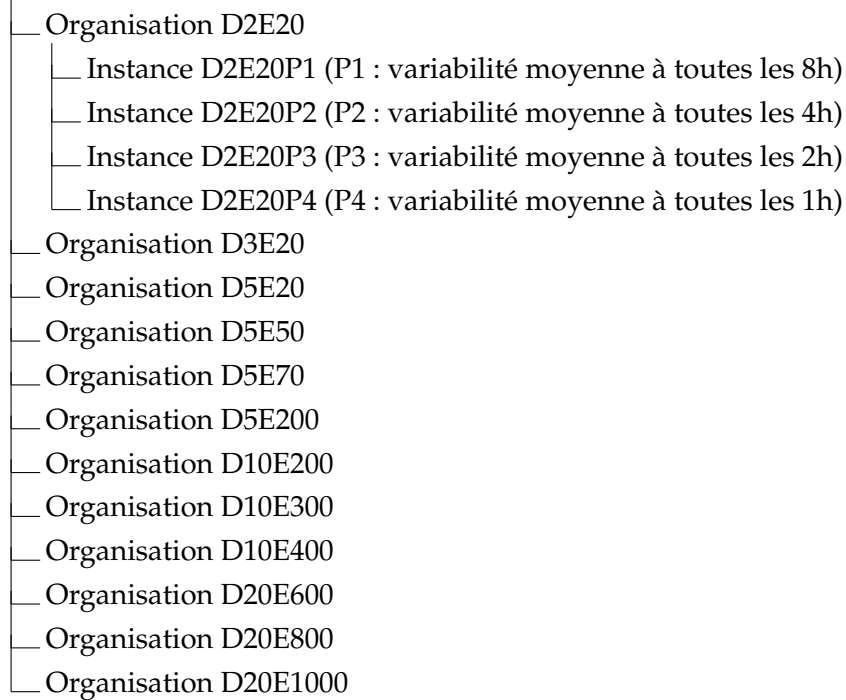 Organisation D2E20
Instance D2E20P1 (P1 : variabilité moyenne à toutes les 8h)
Instance D2E20P2 (P2 : variabilité moyenne à toutes les 4h)
Instance D2E20P3 (P3 : variabilité moyenne à toutes les 2h)
Instance D2E20P4 (P4 : variabilité moyenne à toutes les 1h)
Organisation D3E20
Organisation D5E20
Organisation D5E50
Organisation D5E70
Organisation D5E200
Organisation D10E200
Organisation D10E300
Organisation D10E400
Organisation D20E600
Organisation D20E800
Organisation D20E1000